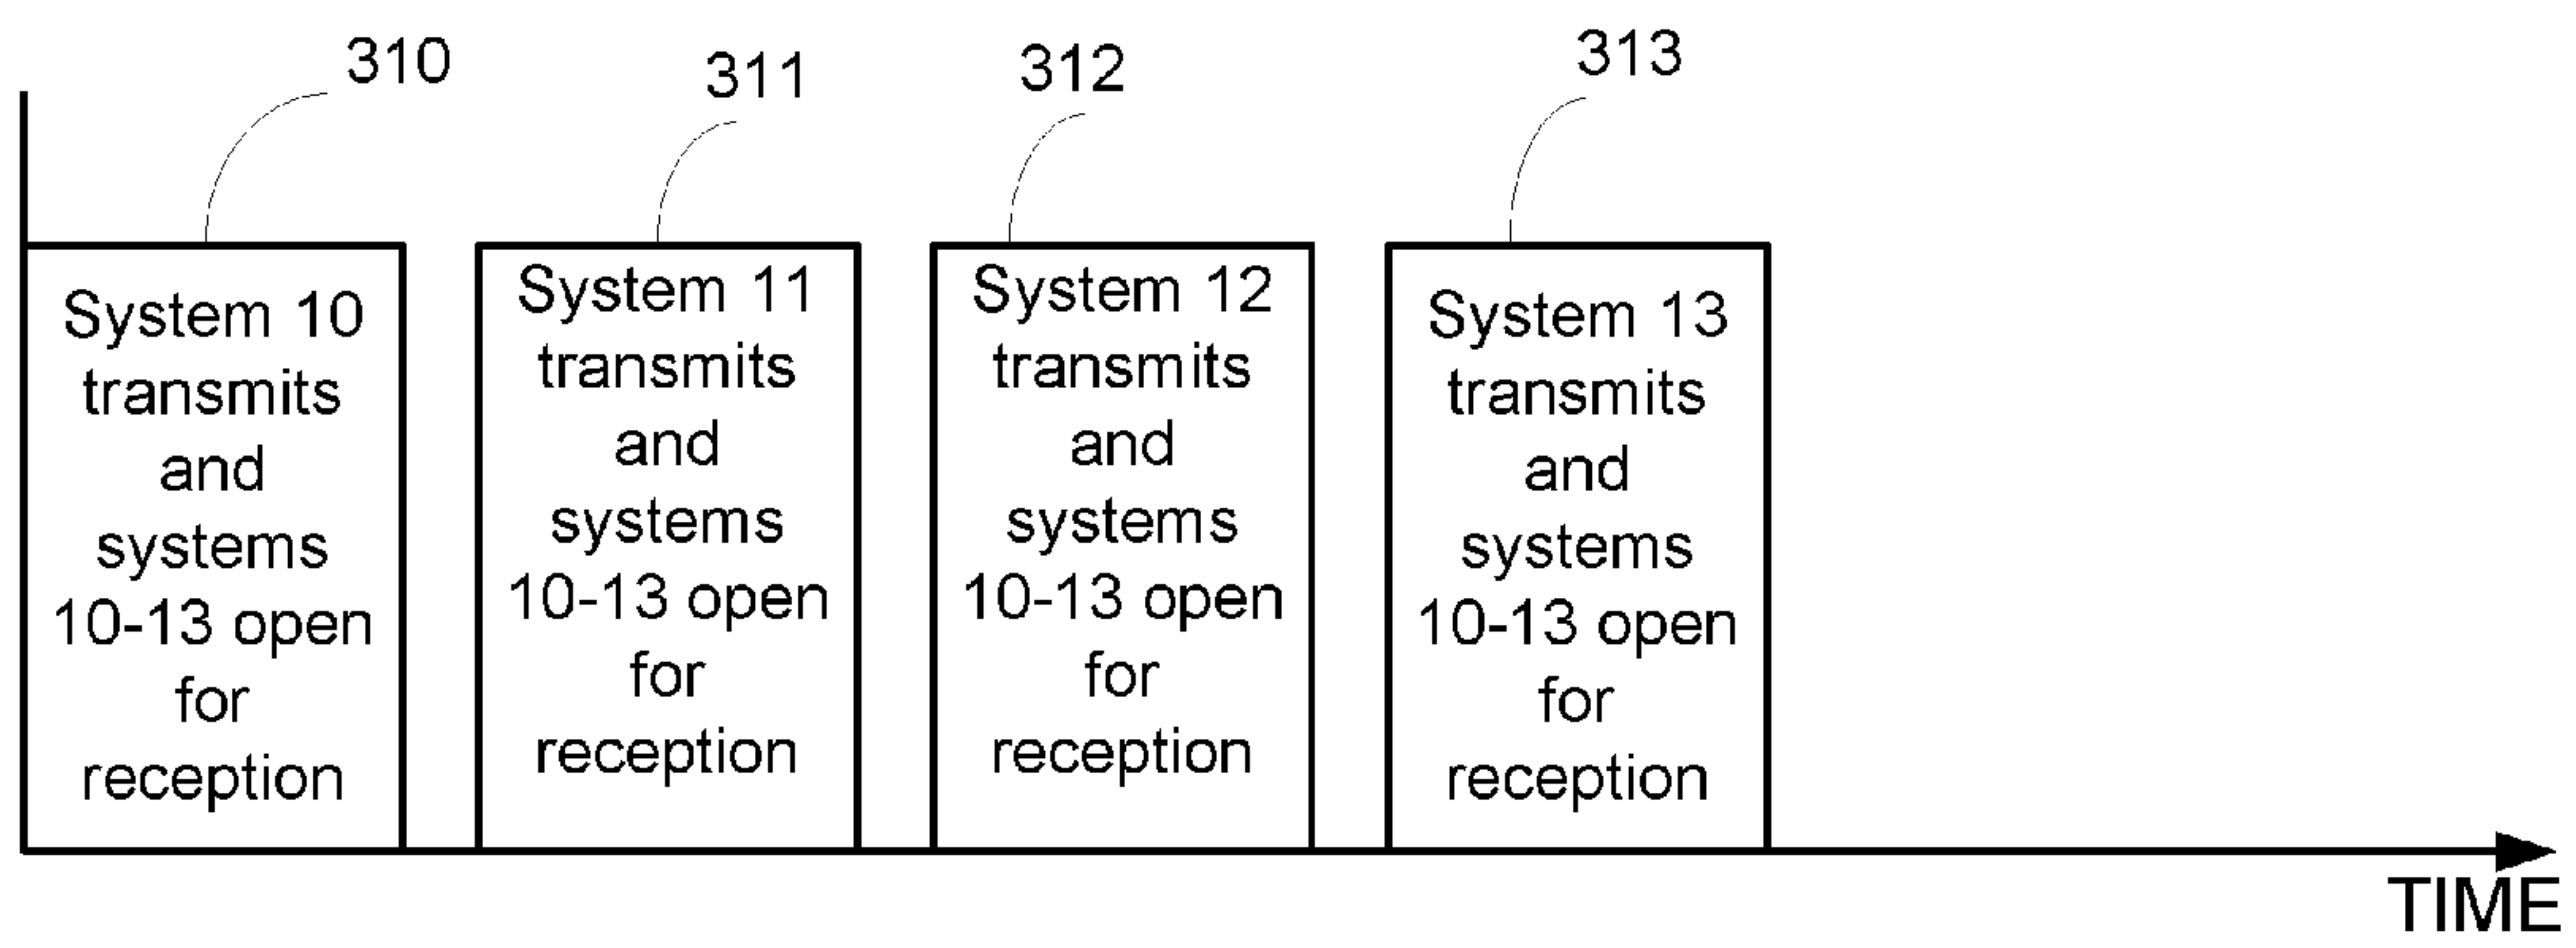 310
311
312
313
System 10
transmits
and
systems
10-13 open
for
reception
System 11
transmits
and
systems
10-13 open
for
reception
System 12
transmits
and
systems
10-13 open
for
reception
System 13
transmits
and
systems
10-13 open
for
reception
TIME